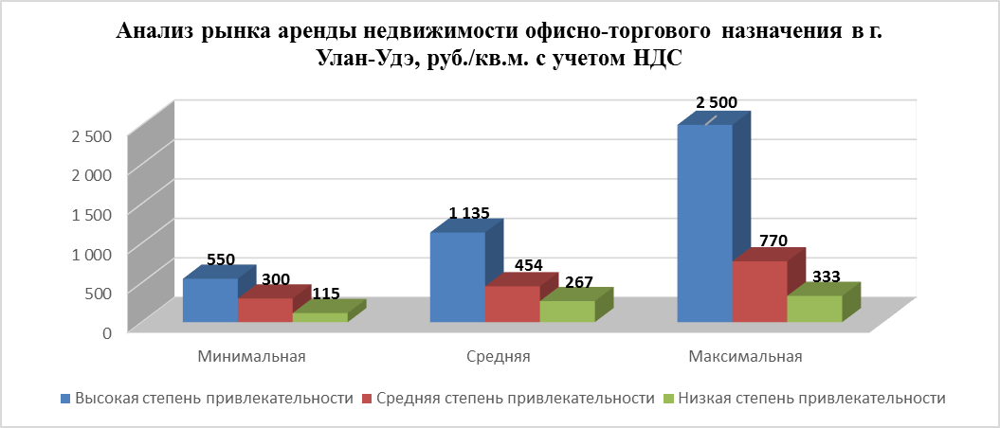 Анализ рынка аренды недвижимости офисно-торгового назначения в г.
Улан-Удэ, руб./кв.м. с учетом НДС
2 500
2 000
1 500
1 000
500
0
550
300
115
1 135
454
267
2 500
770
333
Минимальная
Средняя
Максимальная
Высокая степень привлекательности
Средняя степень привлекательности
Низкая степень привлекательности